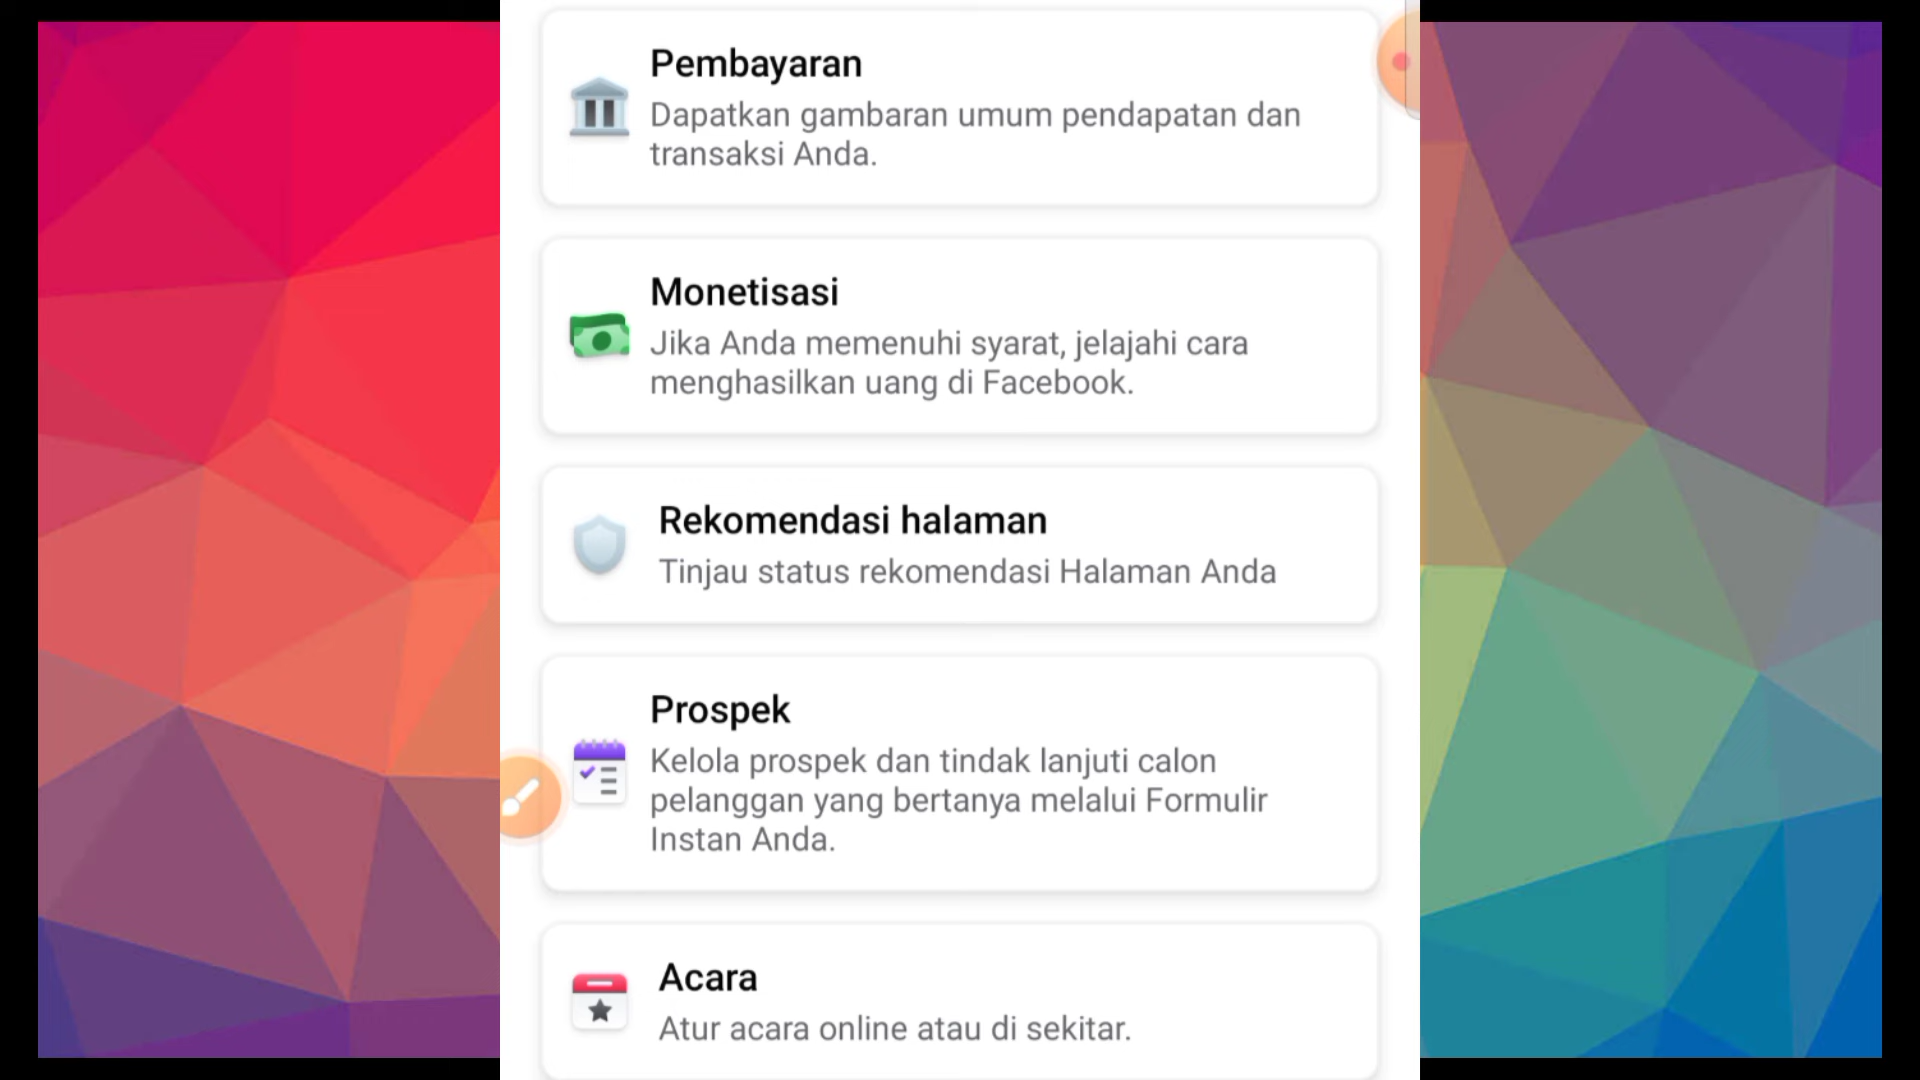 Pembayaran
Dapatkan gambaran umum pendapatan dan
transaksi Anda.
Monetisasi
Jika Anda memenuhi syarat, jelajahi cara
menghasilkan uang di Facebook.
Rekomendasi halaman
Tinjau status rekomendasi Halaman Anda
Prospek
Kelola prospek dan tindak lanjuti calon
pelanggan yang bertanya melalui Formulir
Instan Anda.
Acara
Atur acara online atau di sekitar.